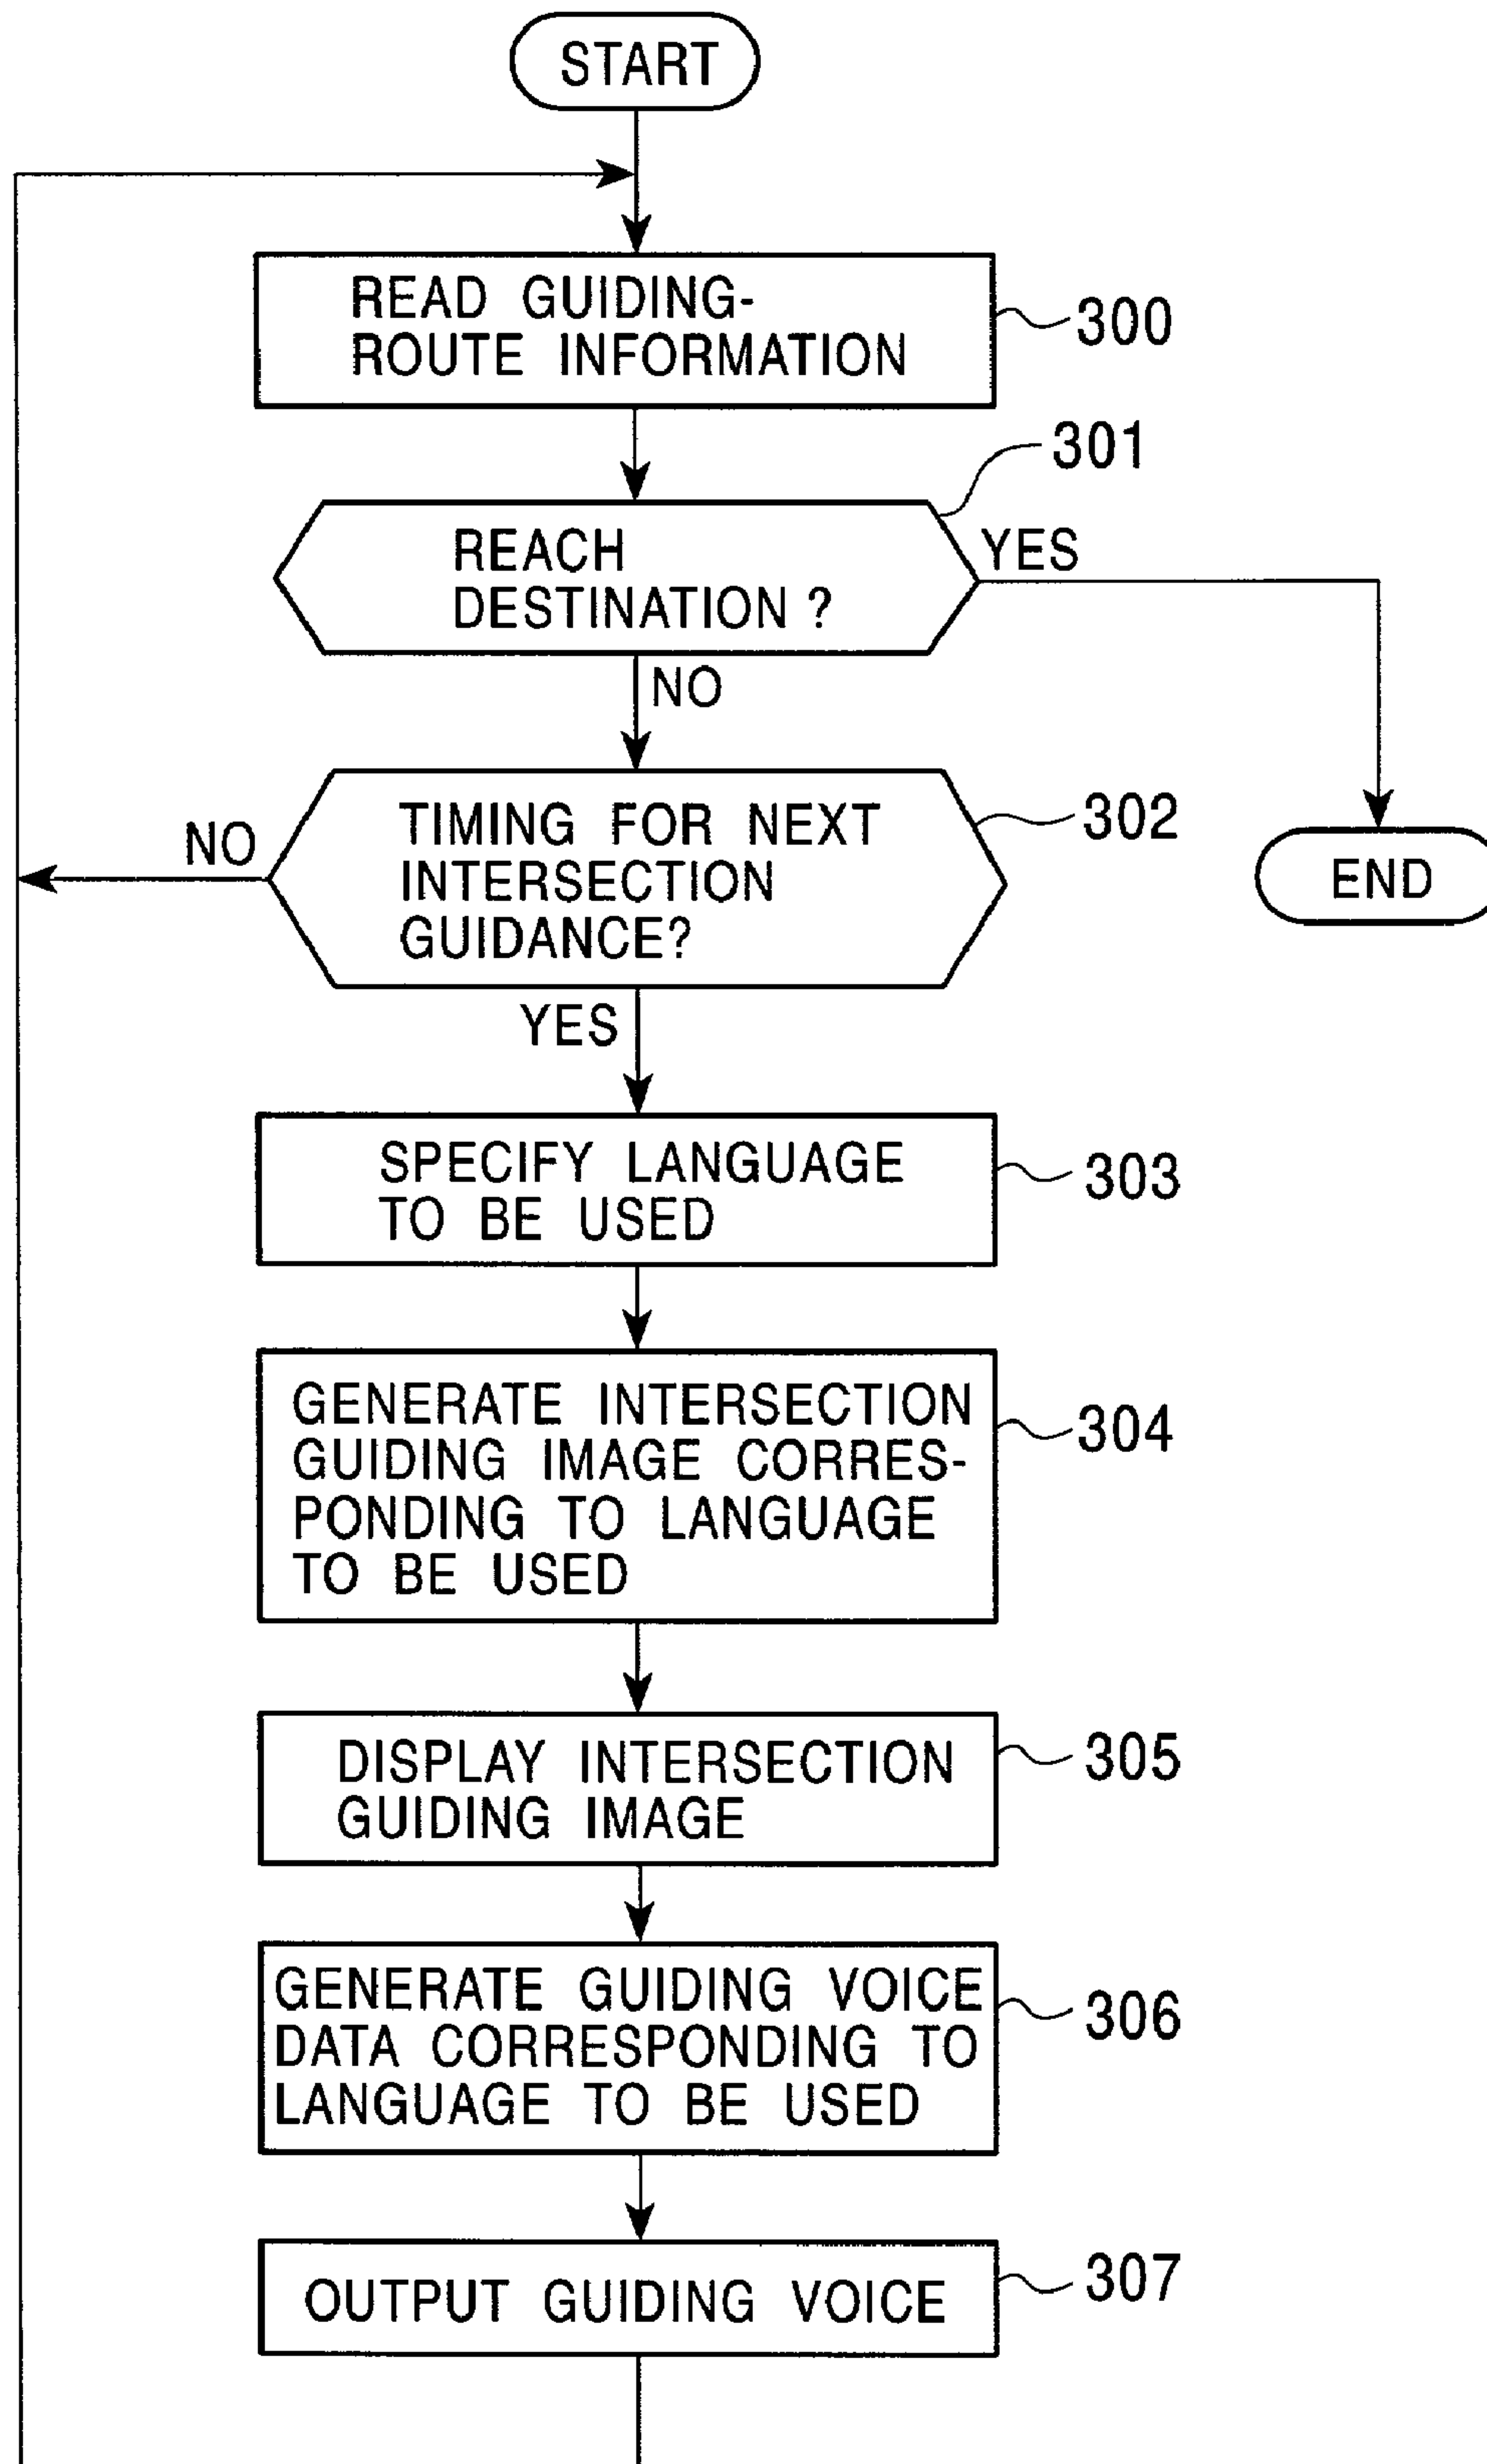 START
READ GUIDING-
ROUTE INFORMATION
300
301
REACH
DESTINATION ?
YES
NO
TIMING FOR NEXT
INTERSECTION
GUIDANCE?
302
NO
END
YES
SPECIFY LANGUAGE
TO BE USED
303
GENERATE INTERSECTION
GUIDING IMAGE CORRES-
PONDING TO LANGUAGE
TO BE USED
304
DISPLAY INTERSECTION
GUIDING IMAGE
305
GENERATE GUIDING VOICE
DATA CORRESPONDING TO
LANGUAGE TO BE USED
306
OUTPUT GUIDING VOICE
307